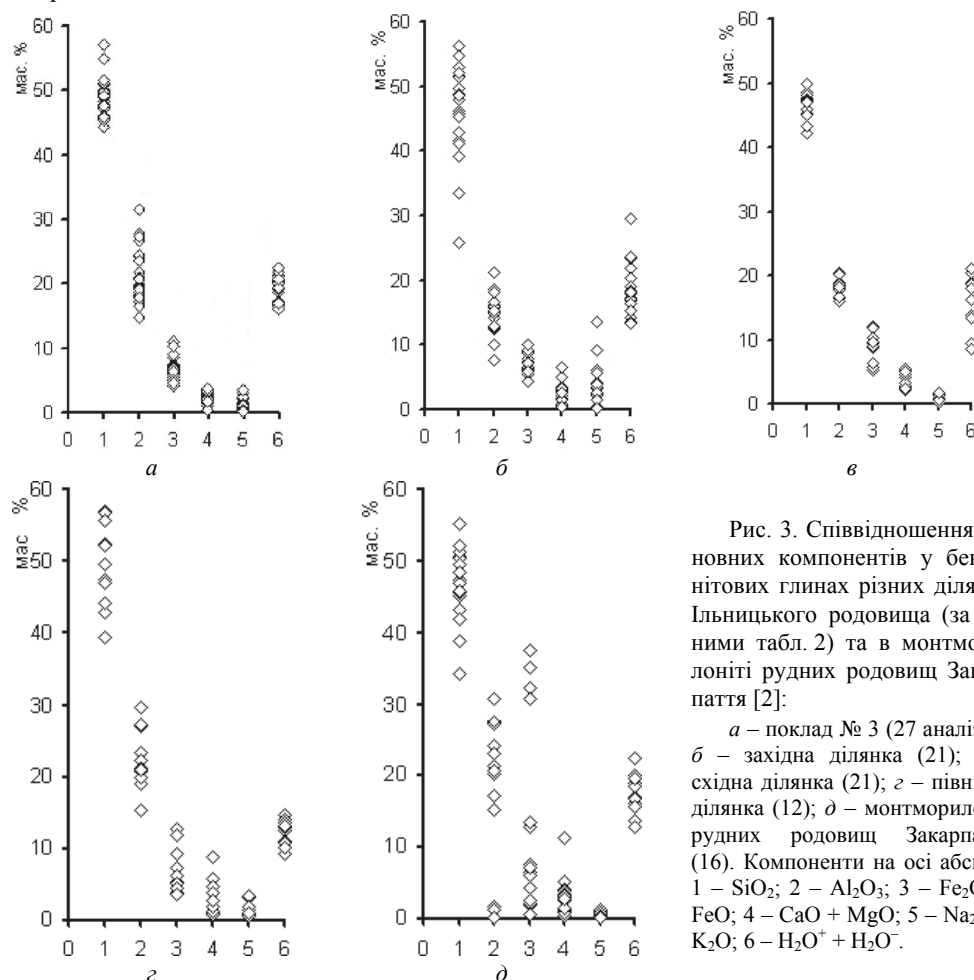 мас. %
60
50
40
30
20
10
0
0 1 2 3 4 5 6
а
мас. %
60
50
40
30
20
10
0
0 1 2 3 4 5 6
б
мас. %
60
50
40
30
20
10
0
0 1 2 3 4 5 6
в
мас %
60
50
40
30
20
10
0
0 1 2 3 4 5 6
г
мас. %
60
50
40
30
20
10
0
0 1 2 3 4 5 6
д
Рис. 3. Співвідношення
новних компонентів у бен
нітових глинах різних діля
Ільницького родовища (за
ними табл. 2) та в монтмо
лоніті рудних родовищ Зак
паття [2]:
а – поклад № 3 (27 аналіз
б – західна ділянка (21);
східна ділянка (21); г – півні
ділянка (12); д – монтморил
рудних родовищ Закарпа
(16). Компоненти на осі абс
1 – SiO₂; 2 – Al₂O₃; 3 – Fe₂O
FeO; 4 – CaO + MgO; 5 – Na₂
K₂O; 6 – H₂O⁺ + H₂O⁻.